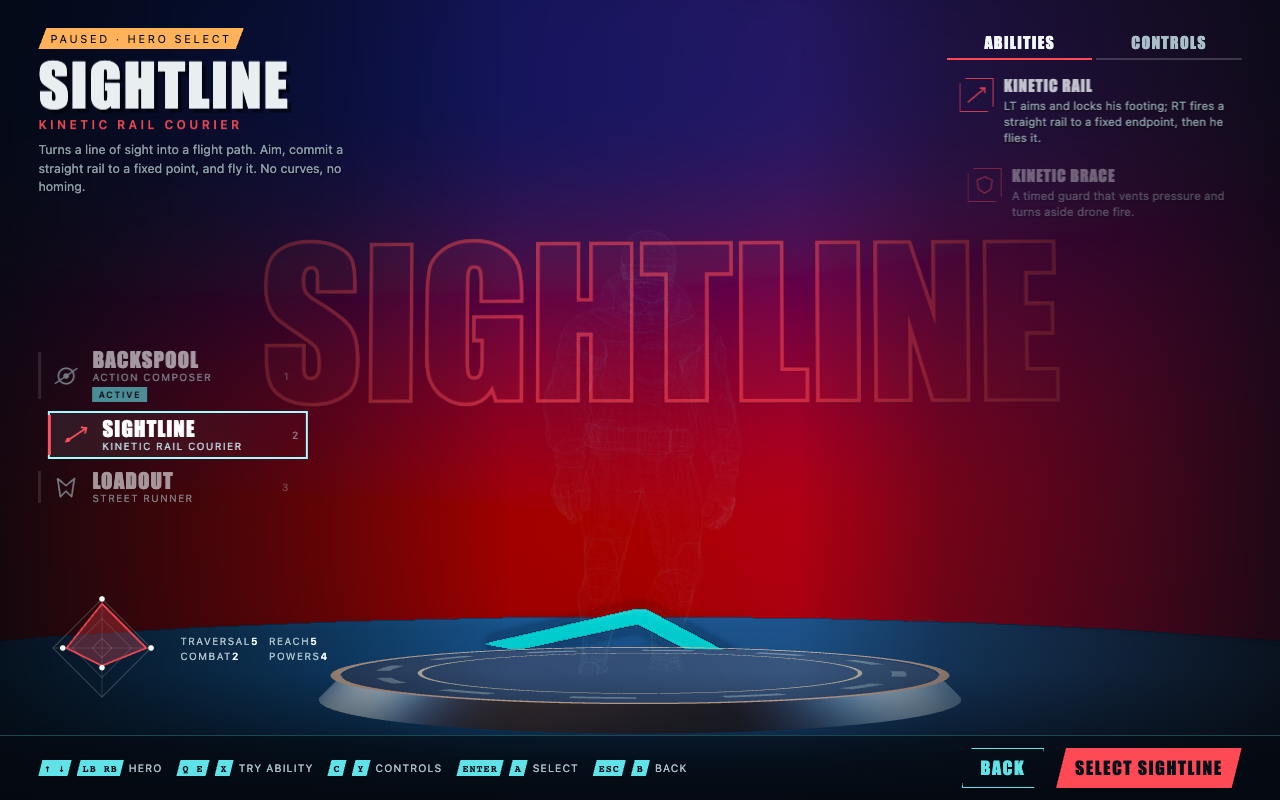 PAUSED · HERO SELECT
SIGHTLINE
KINETIC RAIL COURIER
Turns a line of sight into a flight path. Aim, commit a
straight rail to a fixed point, and fly it. No curves, no
homing.
ABILITIES CONTROLS
KINETIC RAIL
LT aims and locks his footing; RT fires a
straight rail to a fixed endpoint, then he
flies it.
KINETIC BRACE
A timed guard that vents pressure and
turns aside drone fire.
SIGHTLINE
BACKSPOOL
ACTION COMPOSER 1
ACTIVE
SIGHTLINE
KINETIC RAIL COURIER 2
LOADOUT
STREET RUNNER 3
TRAVERSAL5 REACH5
COMBAT2 POWERS4
↑ ↓ LB RB HERO Q E X TRY ABILITY C Y CONTROLS ENTER A SELECT ESC B BACK
BACK SELECT SIGHTLINE